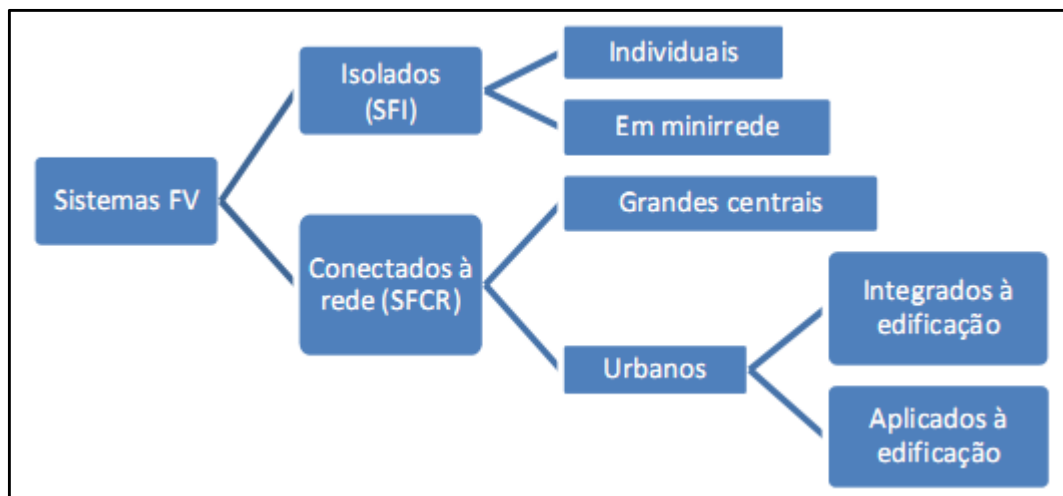 Sistemas FV
Isolados
(SFI)
Individuais
Em minirrede
Conectados à
rede (SFCR)
Grandes centrais
Urbanos
Integrados à
edificação
Aplicados à
edificação